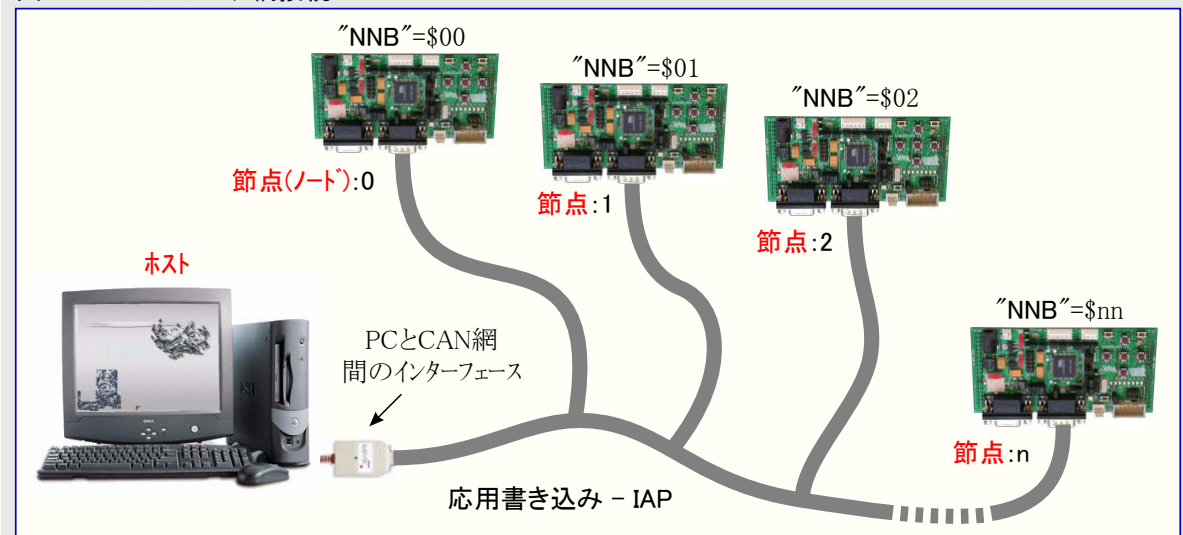 "NNB"=$00
"NNB"=$01
"NNB"=$02
節点(ノード):0
節点:1
節点:2
ホスト
"NNB"=$nn
PCとCAN網
間のインターフェース
節点:n
応用書き込み − IAP